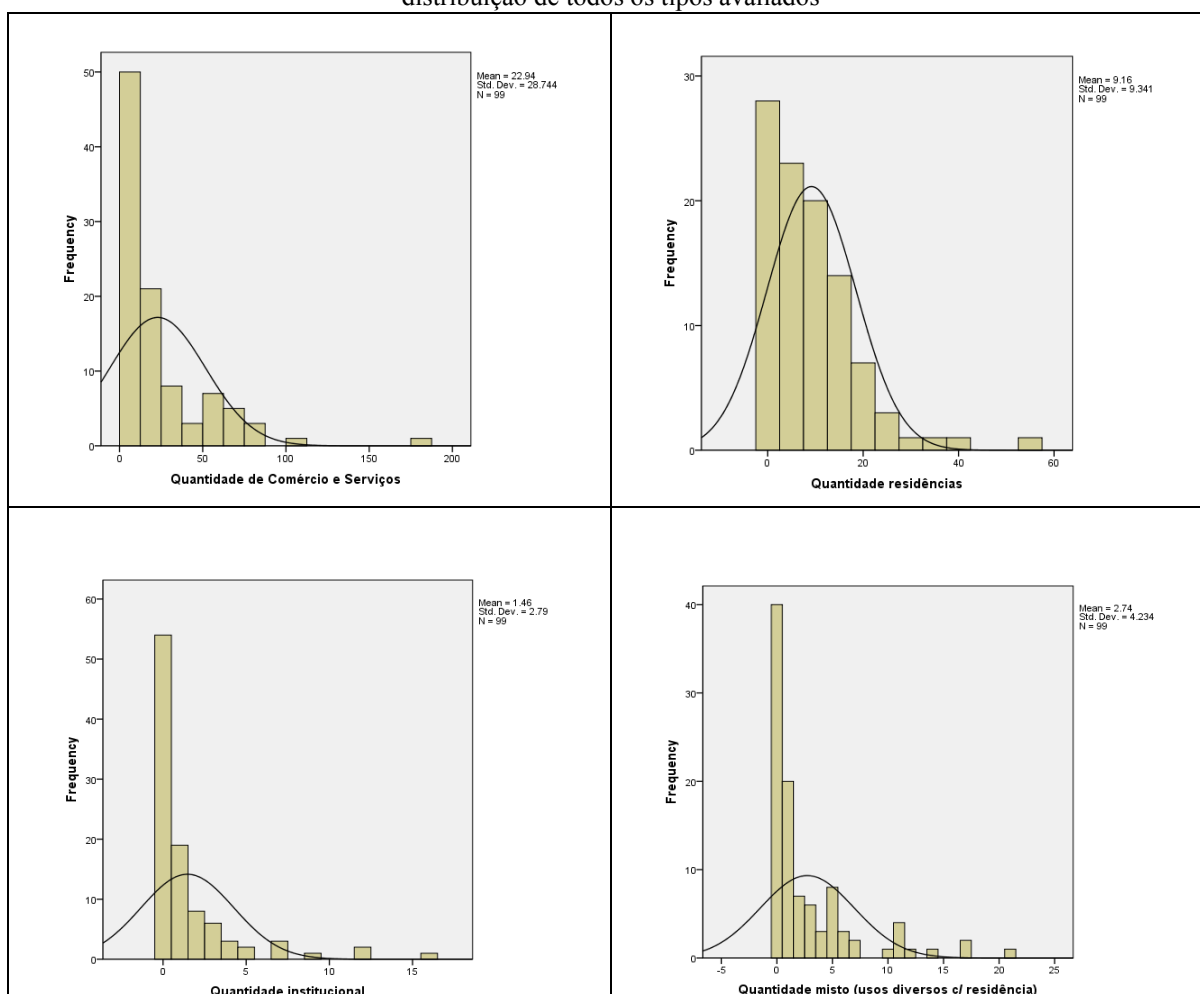 distribuição de todos os tipos avaliados
50
40
30
20
10
0
Frequency
0 50 100 150 200
Quantidade de Comércio e Serviços
Mean = 22.94
Std. Dev. = 28.744
N = 99
30
20
10
0
Frequency
0 20 40 60
Quantidade residências
Mean = 9.16
Std. Dev. = 9.341
N = 99
60
50
40
30
20
10
0
Frequency
0 5 10 15
Quantidade institucional
Mean = 1.46
Std. Dev. = 2.79
N = 99
40
30
20
10
0
Frequency
-5 0 5 10 15 20 25
Quantidade misto (usos diversos c/ residência)
Mean = 2.74
Std. Dev. = 4.234
N = 99